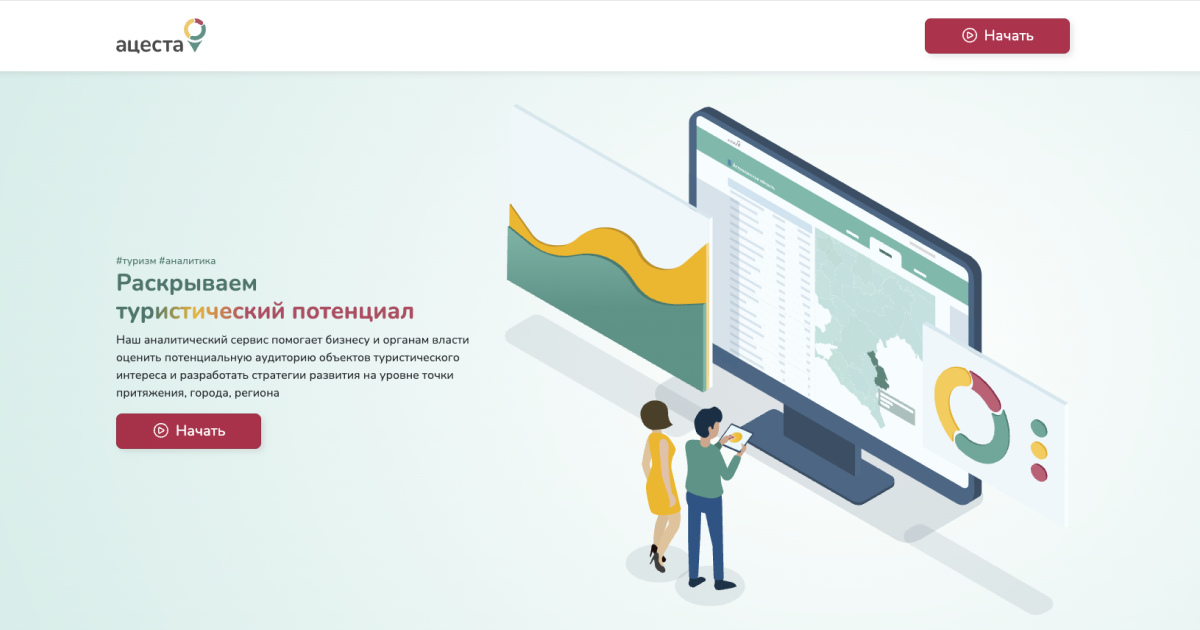 ацеста
Начать
#туризм #аналитика
Раскрываем
туристический потенциал
Наш аналитический сервис помогает бизнесу и органам власти
оценить потенциальную аудиторию объектов туристического
интереса и разработать стратегии развития на уровне точки
притяжения, города, региона
Начать